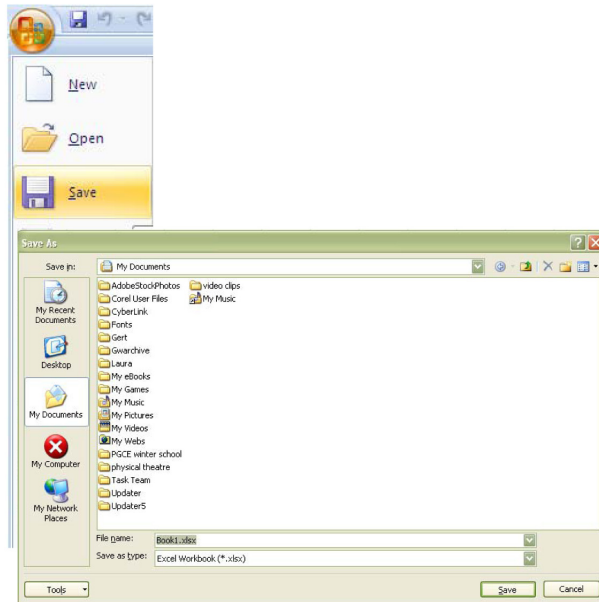 New
Open
Save
Save As
Save in:
My Documents
My Recent
Documents
Desktop
My Documents
My Computer
My Network
Places
AdobeStockPhotos
Corel User Files
CyberLink
Fonts
Gert
Gwarchive
Laura
My eBooks
My Games
My Music
My Pictures
My Videos
My Webs
PGCE winter school
physical theatre
Task Team
Updater
Updater5
video clips
My Music
File name:
Book1.xlsx
Save as type:
Excel Workbook (*.xlsx)
Tools
Save
Cancel